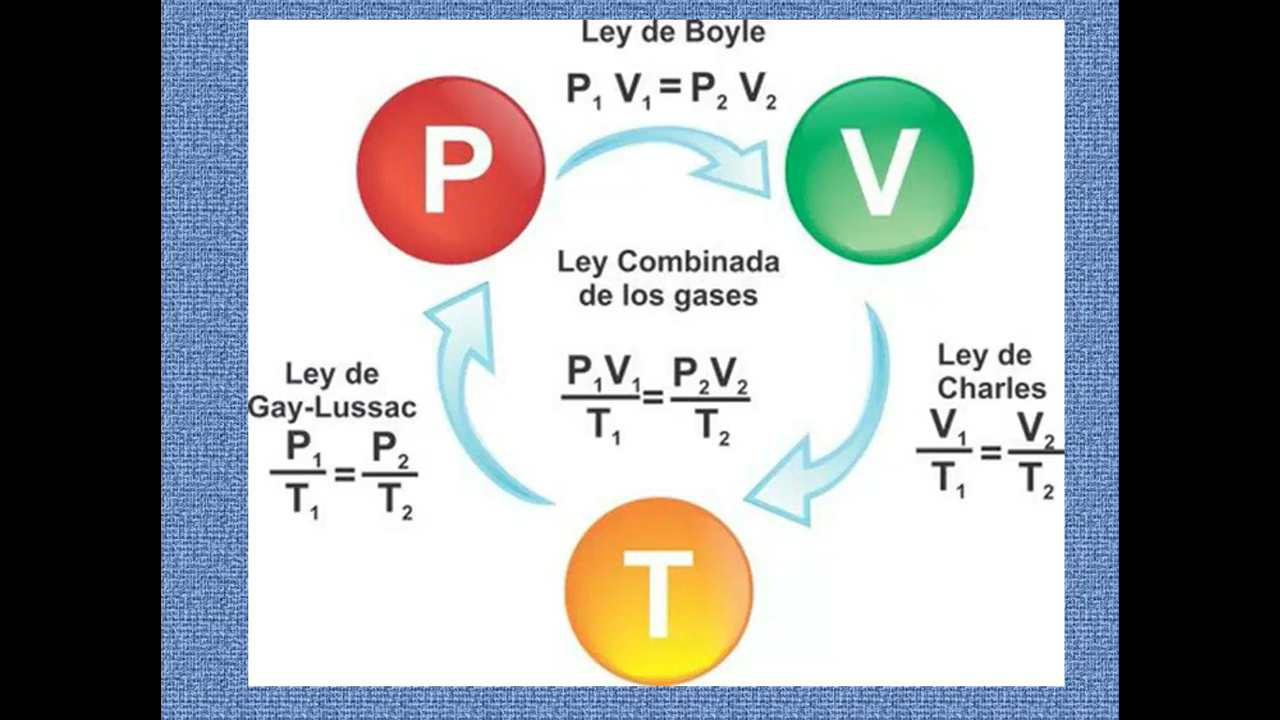 Ley de Boyle
P₁ V₁ = P₂ V₂
P
V
Ley Combinada
de los gases
P₁V₁ = P₂V₂
T₁ T₂
Ley de
Gay-Lussac
P₁ = P₂
T₁ T₂
Ley de
Charles
V₁ = V₂
T₁ T₂
T